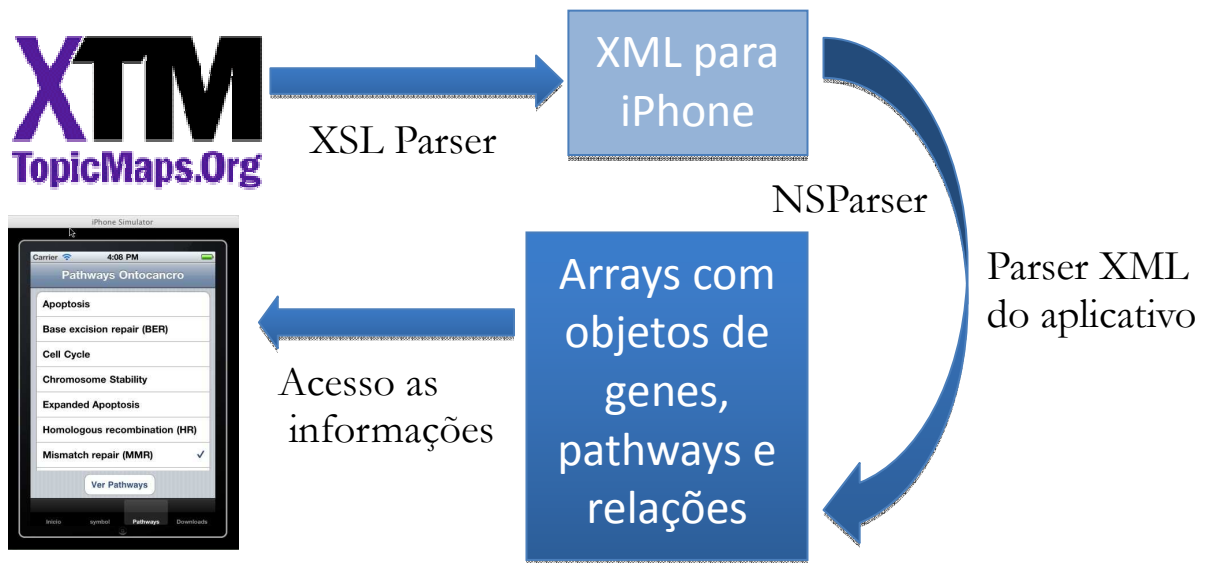 XTM
TopicMaps.Org
XSL Parser
XML para
iPhone
NSParser
Parser XML
do aplicativo
Arrays com
objetos de
genes,
pathways e
relações
Acesso as
informações
iPhone Simulator
Carrier 4:08 PM
Pathways Ontocancro
Apoptosis
Base excision repair (BER)
Cell Cycle
Chromosome Stability
Expanded Apoptosis
Homologous recombination (HR)
Mismatch repair (MMR) ✓
Ver Pathways
Inicio symbol Pathways Downloads